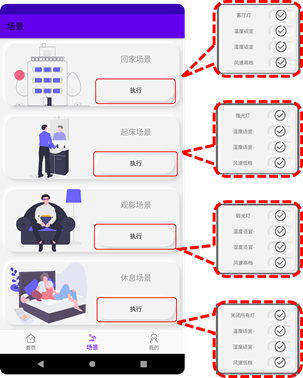 场景
回家场景
执行
起床场景
执行
观影场景
执行
休息场景
执行
首页
场景
我的
客厅灯
温度适宜
湿度适宜
风速高档
强光灯
温度适宜
湿度适宜
风速低档
弱光灯
温度适宜
湿度适宜
风速高档
关闭所有灯
温度适宜
湿度适宜
风速低档